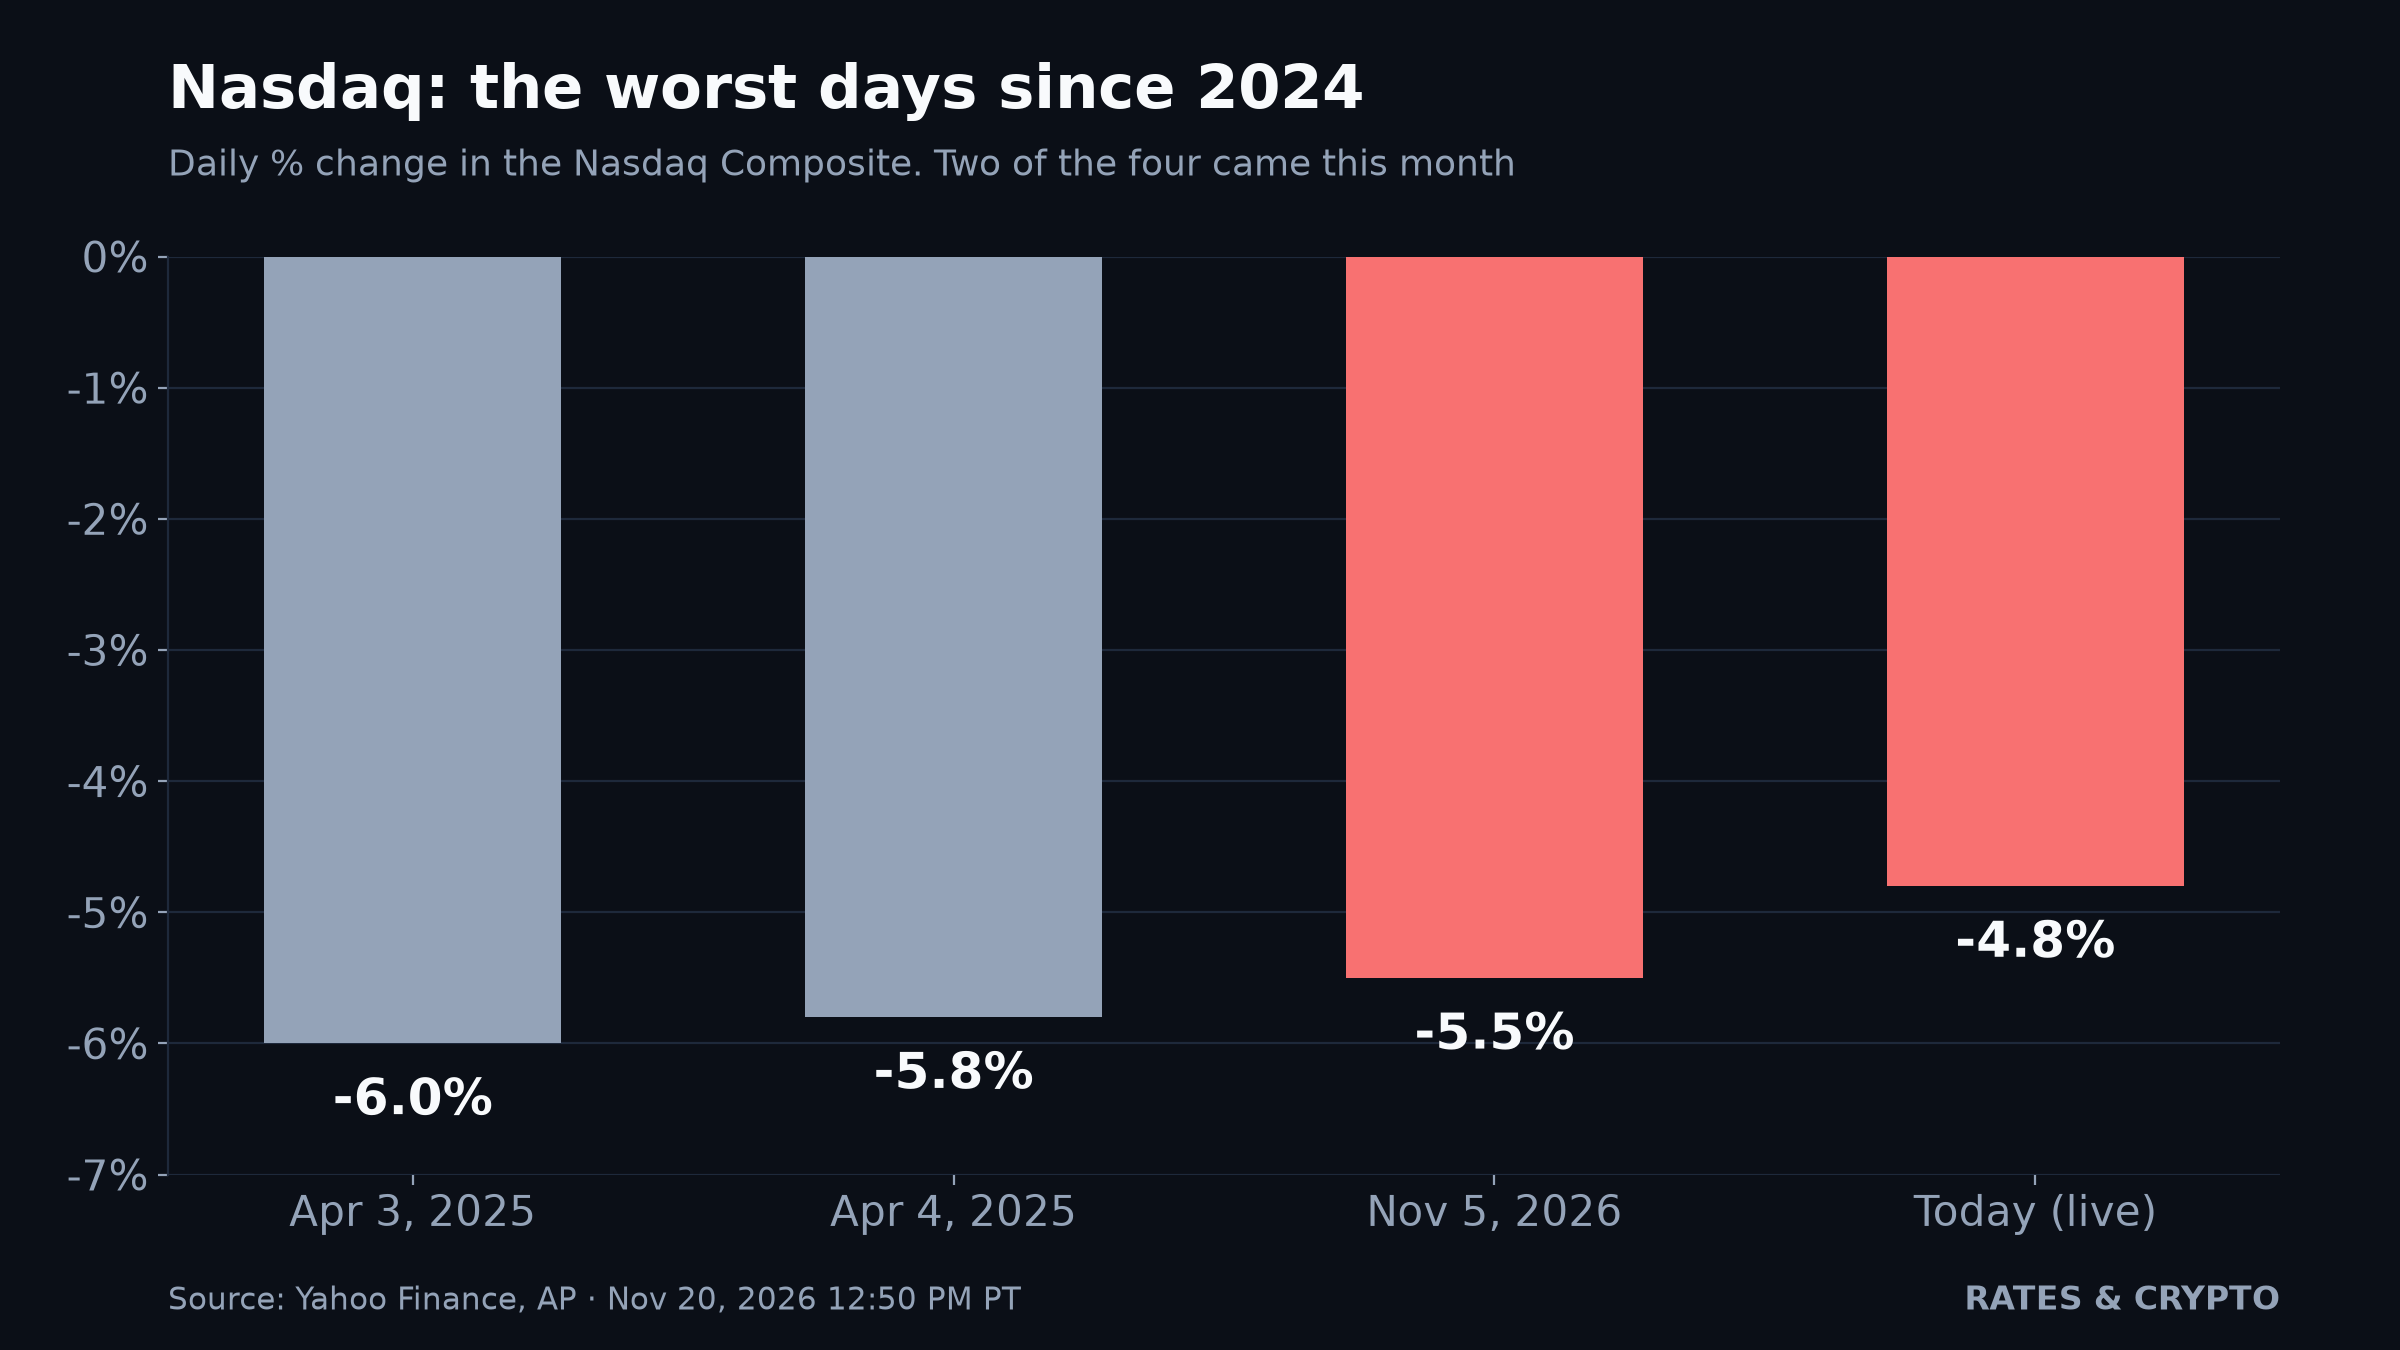 Nasdaq: the worst days since 2024
Daily % change in the Nasdaq Composite. Two of the four came this month
0%
-1%
-2%
-3%
-4%
-5%
-6%
-7%
-6.0%
-5.8%
-5.5%
-4.8%
Apr 3, 2025
Apr 4, 2025
Nov 5, 2026
Today (live)
Source: Yahoo Finance, AP · Nov 20, 2026 12:50 PM PT
RATES & CRYPTO